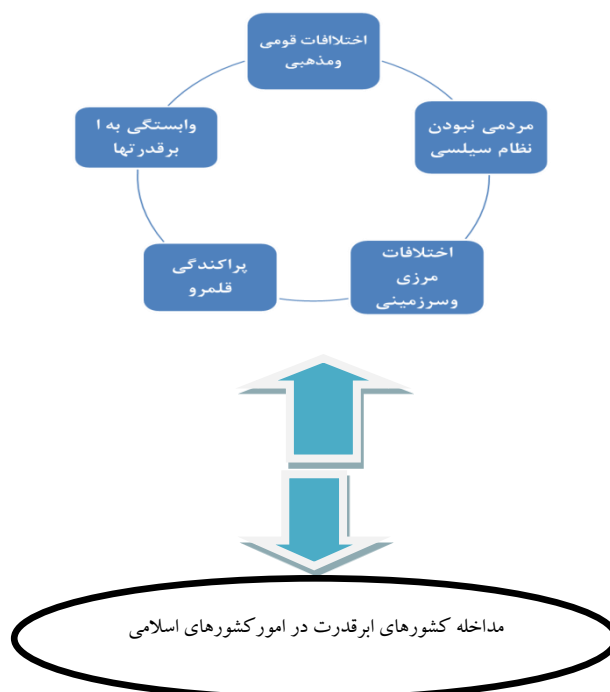 اختلاافات قومی
ومذهبی
مردمی نبودن
نظام سیلسی
اختلافات
مرزی
وسرزمینی
پراکندگی
قلمرو
وابستگی به ا
برقدرتها
مداخله کشورهای ابرقدرت در امورکشورهای اسلامی